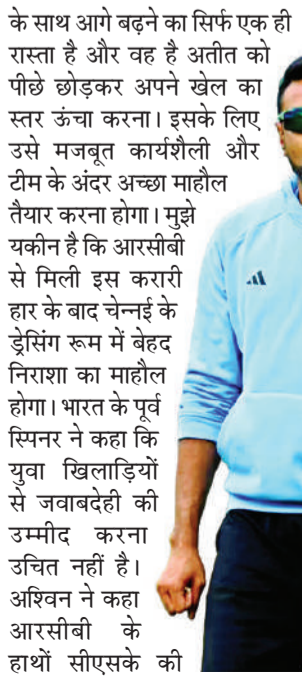 के साथ आगे बढ़ने का सिर्फ एक ही
रास्ता है और वह है अतीत को
पीछे छोड़कर अपने खेल का
स्तर ऊंचा करना। इसके लिए
उसे मजबूत कार्यशैली और
टीम के अंदर अच्छा माहौल
तैयार करना होगा। मुझे
यकीन है कि आरसीबी
से मिली इस करारी
हार के बाद चेन्नई के
ड्रेसिंग रूम में बेहद
निराशा का माहौल
होगा। भारत के पूर्व
स्पिनर ने कहा कि
युवा खिलाड़ियों
से जवाबदेही की
उम्मीद करना
उचित नहीं है।
अश्विन ने कहा
आरसीबी के
हाथों सीएसके की